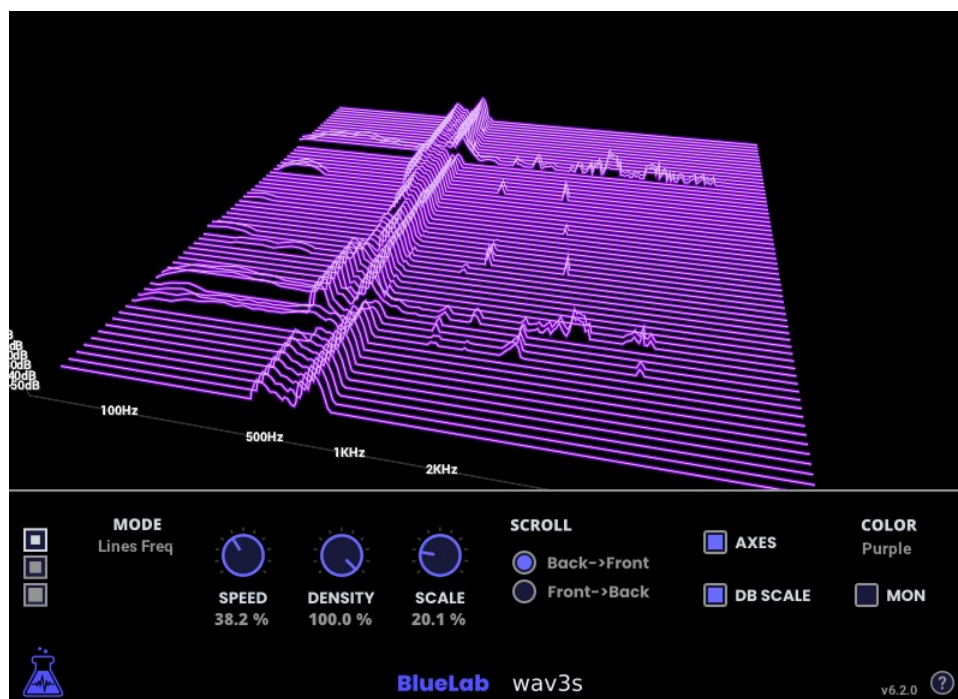 -50dB
100Hz
500Hz
1KHz
2KHz
MODE
Lines Freq
SPEED
38.2 %
DENSITY
100.0 %
SCALE
20.1 %
SCROLL
Back->Front
Front->Back
AXES
DB SCALE
COLOR
Purple
MON
BlueLab wav3s
v6.2.0
?